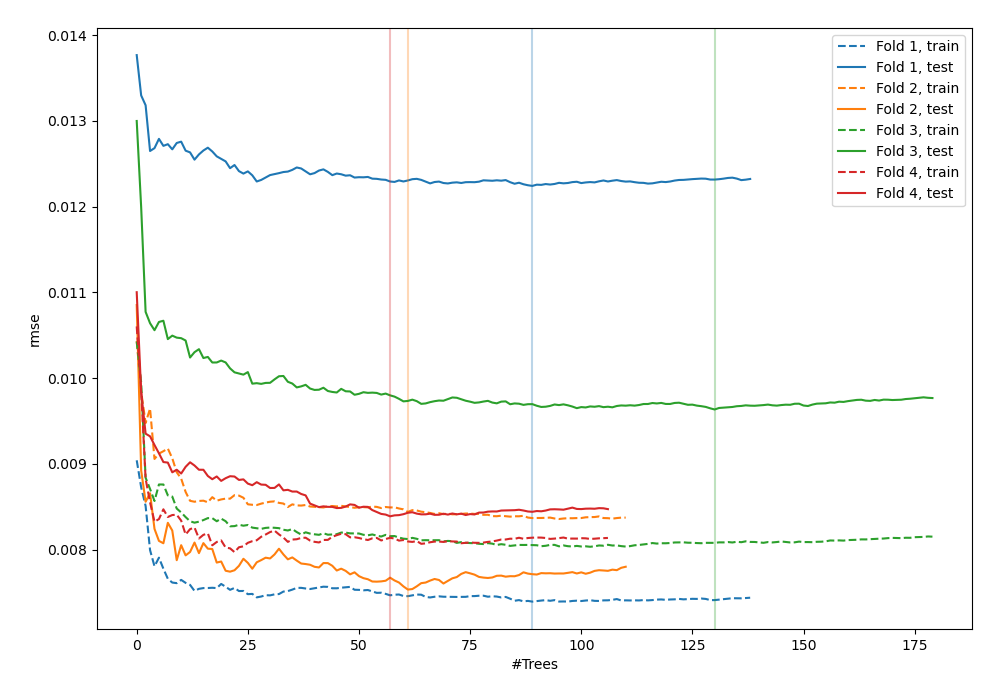 0.014
0.013
0.012
0.011
0.010
0.009
0.008
rmse
0
25
50
75
100
125
150
175
#Trees
Fold 1, train
Fold 1, test
Fold 2, train
Fold 2, test
Fold 3, train
Fold 3, test
Fold 4, train
Fold 4, test